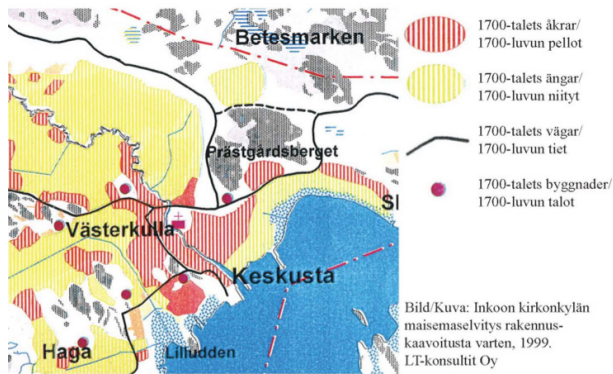 Betesmarken
Prästgårdsberget
Västerkulla
Keskusta
Haga
Lilludden
1700-talets åkrar/
1700-luvun pellot
1700-talets ängar/
1700-luvun niityt
1700-talets vägar/
1700-luvun tiet
1700-talets byggnader/
1700-luvun talot
Bild/Kuva: Inkoon kirkonkylän
maisemaselvitys rakennus-
kaavoitusta varten, 1999.
LT-konsultit Oy